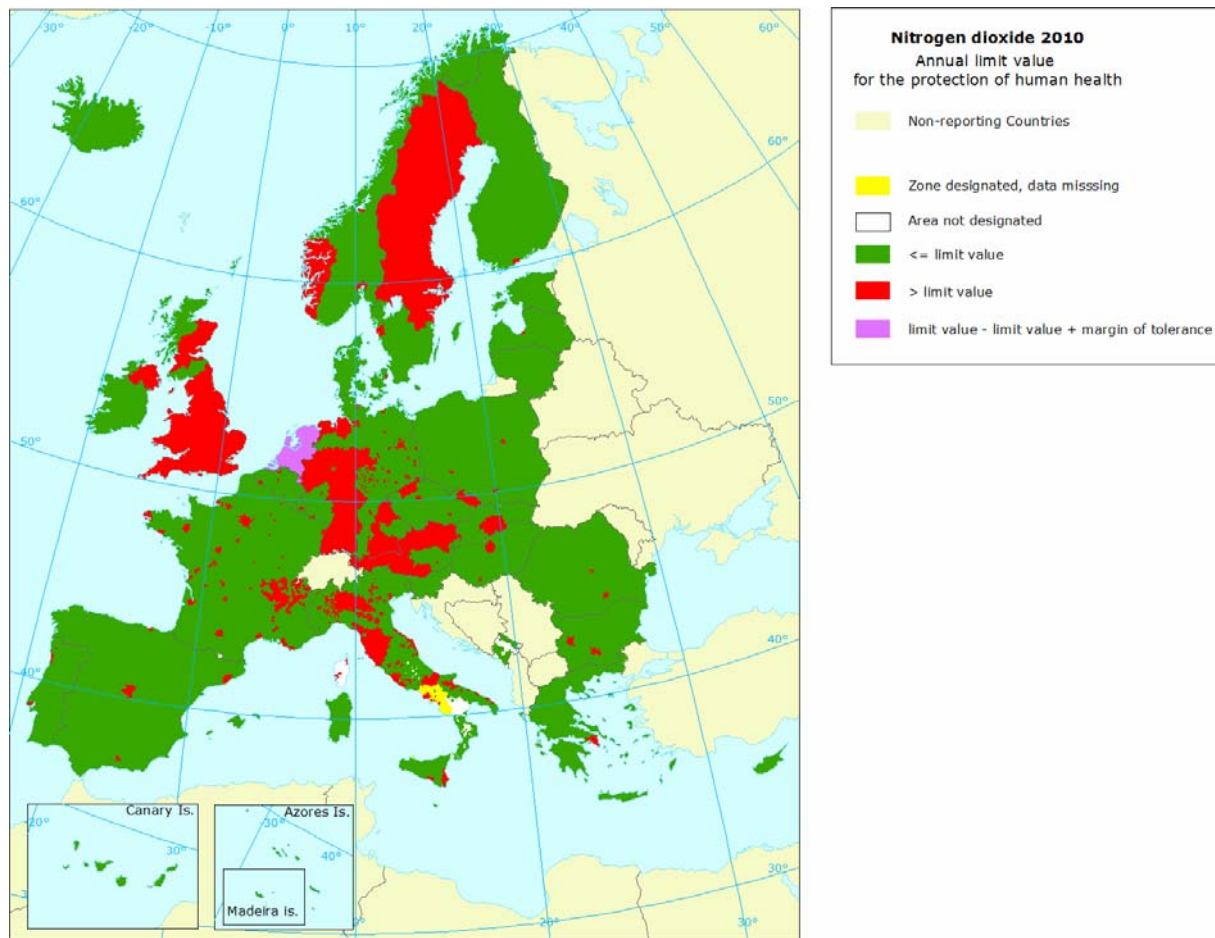 -30°
-20°
-10°
0°
10°
20°
30°
40°
50°
60°
60°
60°
50°
50°
40°
40°
30°
Canary Is.
-20°
30°
Azores Is.
-30°
40°
Madeira is.
0°
10°
20°
Nitrogen dioxide 2010
Annual limit value
for the protection of human health
Non-reporting Countries
Zone designated, data misssing
Area not designated
<= limit value
> limit value
limit value - limit value + margin of tolerance